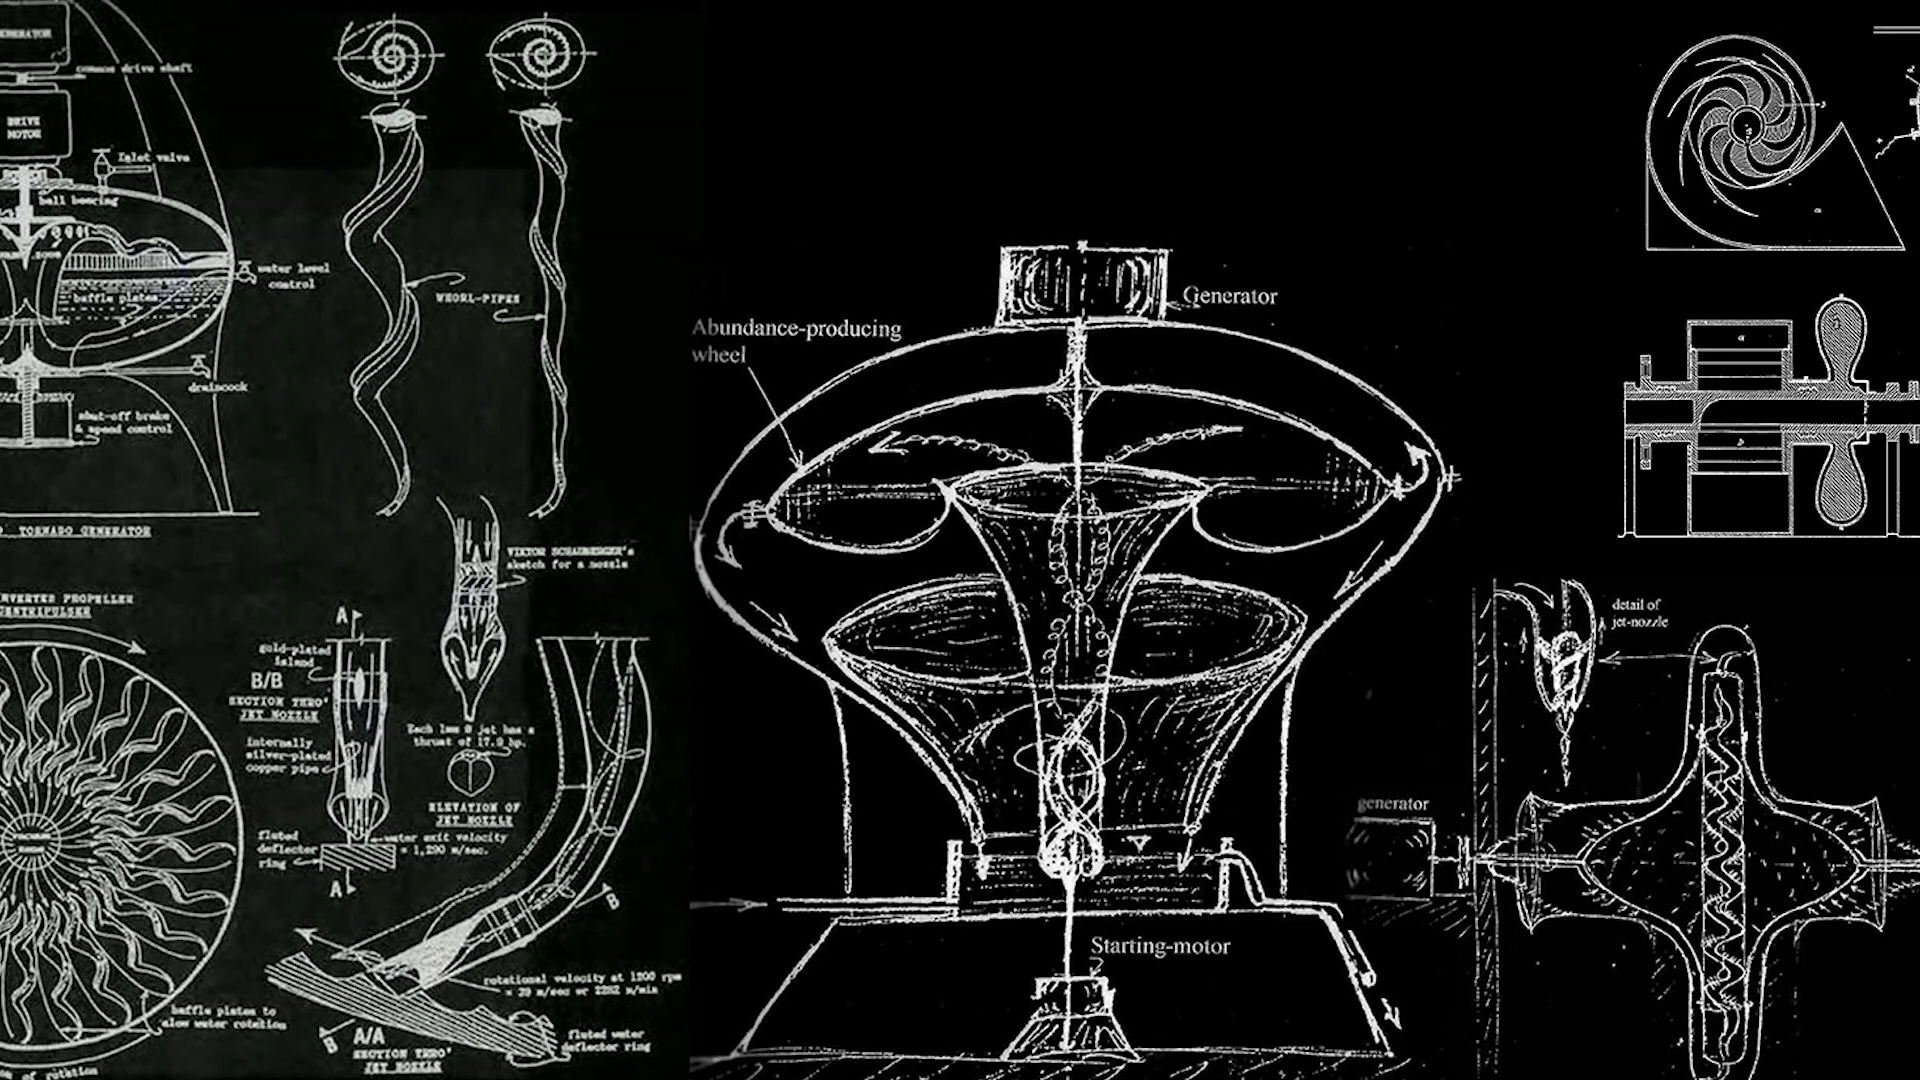 common drive shaft
DRIVE
MOTOR
Inlet valve
ball bearing
water level
control
baffle plates
draincock
shut-off brake
& speed control
TORNADO GENERATOR
WHORL-PIPES
VIKTOR SCHAUBERGER's
sketch for a nozzle
A
gold-plated
island
B/B
SECTION THRO'
JET NOZZLE
internally
silver-plated
copper pipe
Each jet has a
thrust of 17.9 hp.
ELEVATION OF
JET NOZZLE
fluted
deflector
ring
water exit velocity
= 1,290 m/sec.
A
B
rotational velocity at 1200 rpm
baffle plates to
slow water rotation
B
A/A
SECTION THRO'
JET NOZZLE
fluted water
deflector ring
of rotation
Generator
Abundance-producing
wheel
Starting-motor
detail of
jet-nozzle
generator